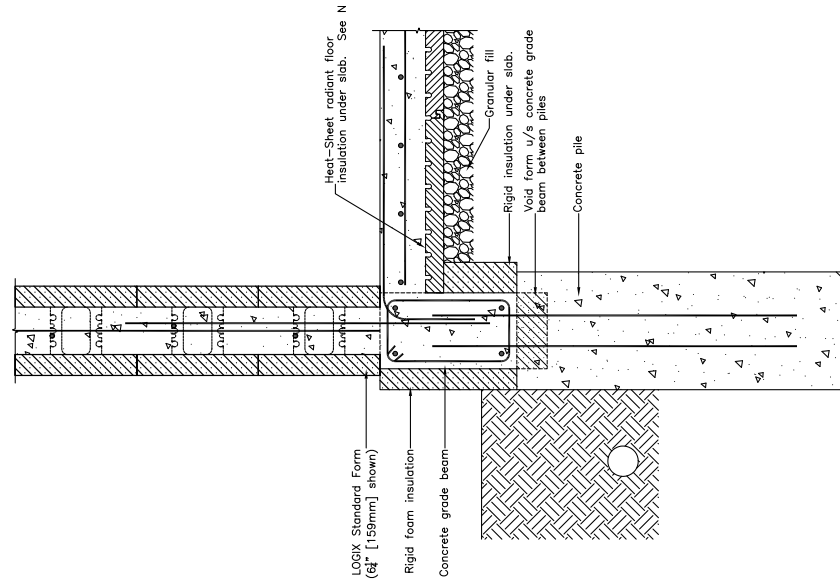 Heat-Sheet radiant floor
insulation under slab. See N
Granular fill
Rigid insulation under slab.
Void form u/s concrete grade
beam between piles
Concrete pile
LOGIX Standard Form
(6¼" [159mm] shown)
Rigid foam insulation
Concrete grade beam